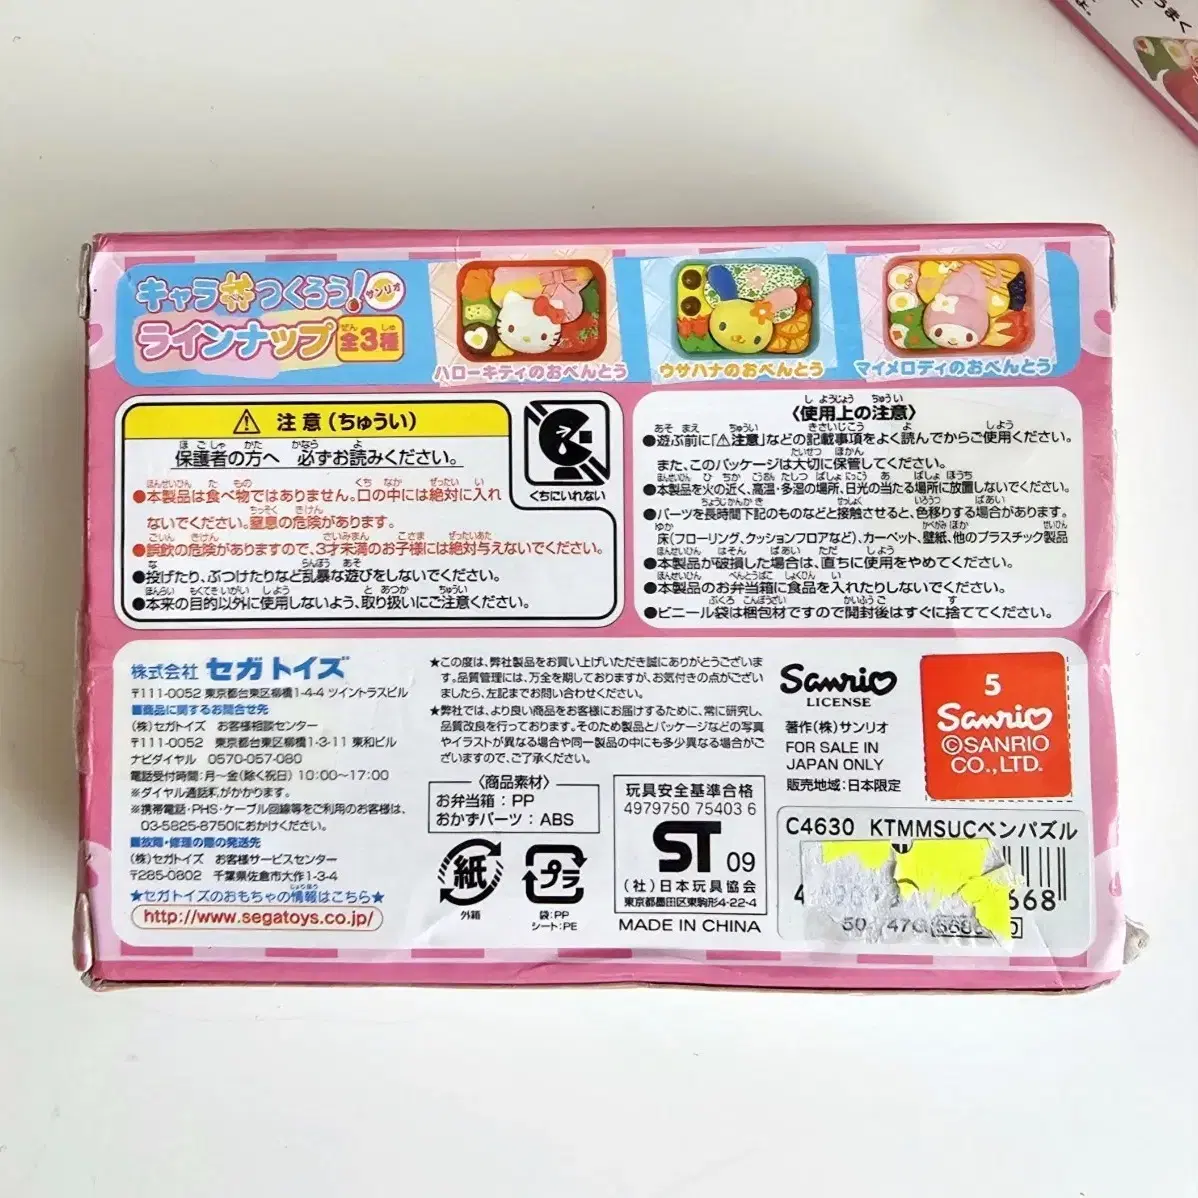 キャラ弁つくろう!サンリオ
ラインナップ 全3種
ハローキティのおべんとう
ウサハナのおべんとう
マイメロディのおべんとう
⚠ 注意(ちゅうい)
保護者の方へ 必ずお読みください。
●本製品は食べ物ではありません。口の中には絶対に入れ
ないでください。窒息の危険があります。
●誤飲の危険がありますので、3才未満のお子様には絶対与えないでください。
●投げたり、ぶつけたりなど乱暴な遊びをしないでください。
●本来の目的以外に使用しないよう、取り扱いにご注意ください。
くちにいれない
〈使用上の注意〉
●遊ぶ前に「⚠注意」などの記載事項をよく読んでからご使用ください。
また、このパッケージは大切に保管してください。
●本製品を火の近く、高温・多湿の場所、日光の当たる場所に放置しないでください。
●パーツを長時間下記のものなどと接触させると、色移りする場合があります。
床(フローリング、クッションフロアなど)、カーペット、壁紙、他のプラスチック製品
●本製品が破損した場合は、直ちに使用をやめてください。
●本製品のお弁当箱に食品を入れたりしないでください。
●ビニール袋は梱包材ですので開封後はすぐに捨ててください。
株式会社 セガトイズ
〒111-0052 東京都台東区柳橋1-4-4 ツイントラスビル
■商品に関するお問合せ先
(株)セガトイズ お客様相談センター
〒111-0052 東京都台東区柳橋1-3-11 東和ビル
ナビダイヤル 0570-057-080
電話受付時間:月〜金(除く祝日)10:00〜17:00
※ダイヤル通話料がかかります。
※携帯電話・PHS・ケーブル回線等をご利用のお客様は、
03-5825-8750におかけください。
■故障・修理の際の発送先
(株)セガトイズ お客様サービスセンター
〒285-0802 千葉県佐倉市大作1-3-4
★セガトイズのおもちゃの情報はこちら★
http://www.segatoys.co.jp/
★この度は、弊社製品をお買い上げいただき誠にありがとうございま
す。品質管理には、万全を期しておりますが、お気付きの点がござい
ましたら、左記までお問い合わせください。
★弊社では、より良い商品をお客様にお届けするために、常に研究し、
品質改良を行っております。そのため製品とパッケージなどの写真
やイラストが異なる場合や同一製品の中にも多少異なる場合がご
ざいますので、ご了承ください。
〈商品素材〉
お弁当箱:PP
おかずパーツ:ABS
紙
外箱
プラ
袋:PP
シート:PE
玩具安全基準合格
4979750 75403 6
ST 09
(社)日本玩具協会
東京都墨田区東駒形4-22-4
MADE IN CHINA
Sanrio
LICENSE
著作(株)サンリオ
FOR SALE IN
JAPAN ONLY
販売地域:日本限定
5
Sanrio
©SANRIO
CO.,LTD.
C4630 KTMMSUCベンパズル
668